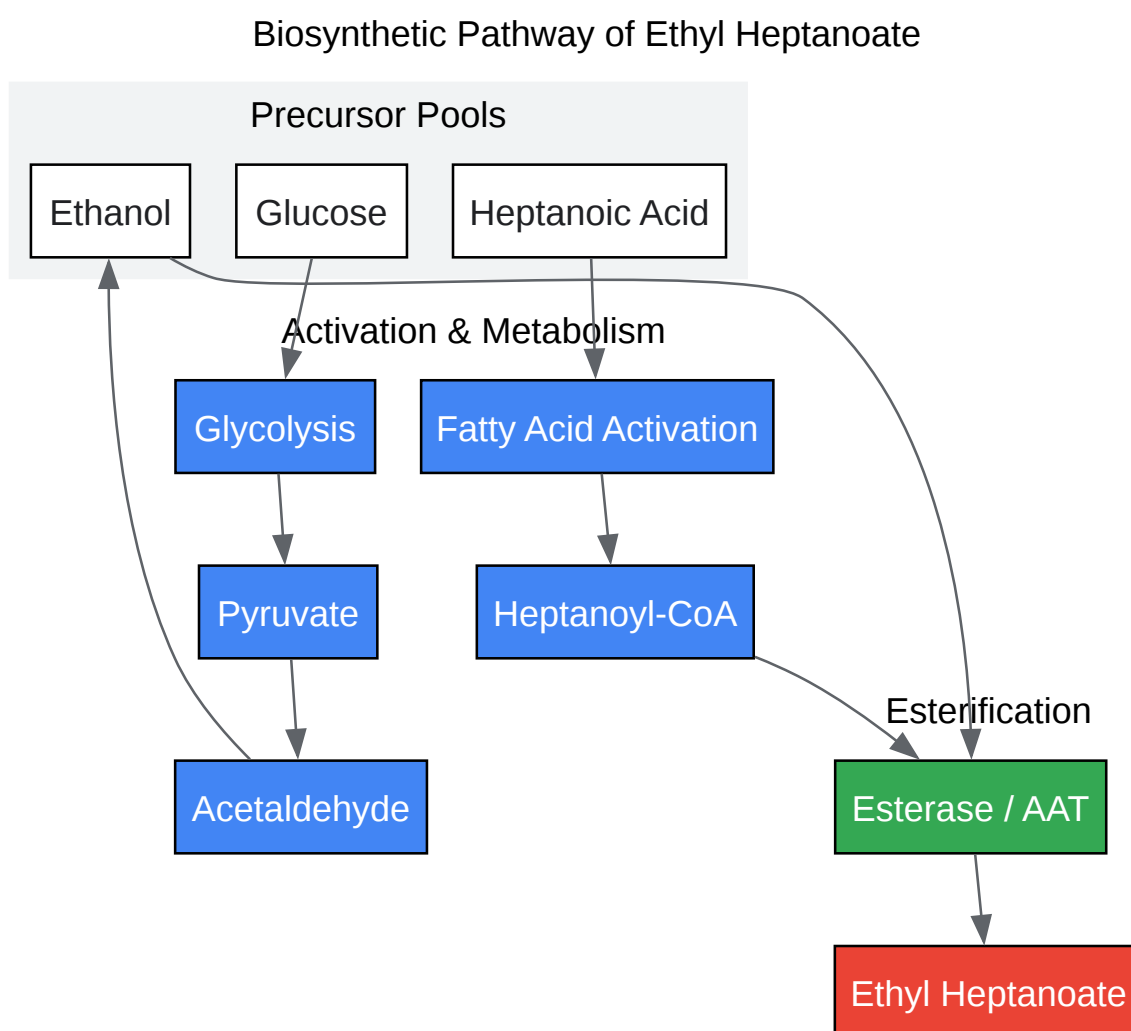 Biosynthetic Pathway of Ethyl Heptanoate
Precursor Pools
Ethanol
Glucose
Heptanoic Acid
Activation & Metabolism
Glycolysis
Fatty Acid Activation
Pyruvate
Heptanoyl-CoA
Esterification
Acetaldehyde
Esterase / AAT
Ethyl Heptanoate